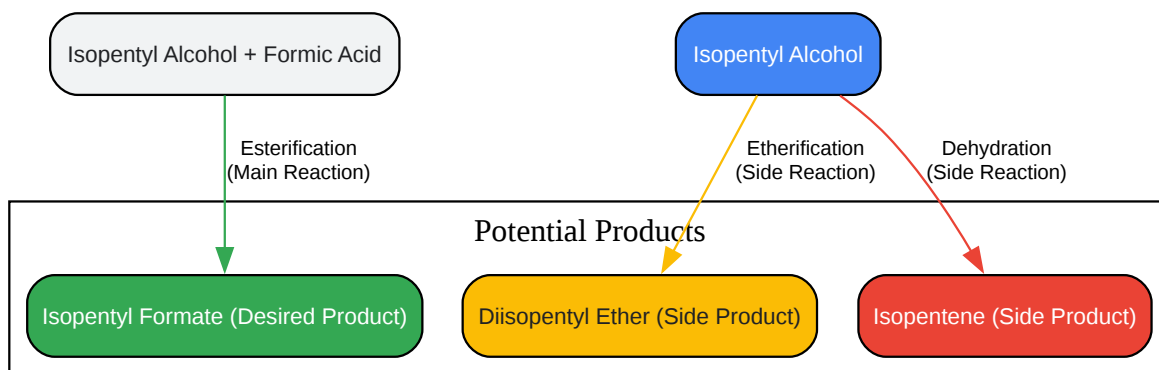 Isopentyl Alcohol + Formic Acid
Isopentyl Alcohol
Esterification
(Main Reaction)
Etherification
(Side Reaction)
Dehydration
(Side Reaction)
Potential Products
Isopentyl Formate (Desired Product)
Diisopentyl Ether (Side Product)
Isopentene (Side Product)